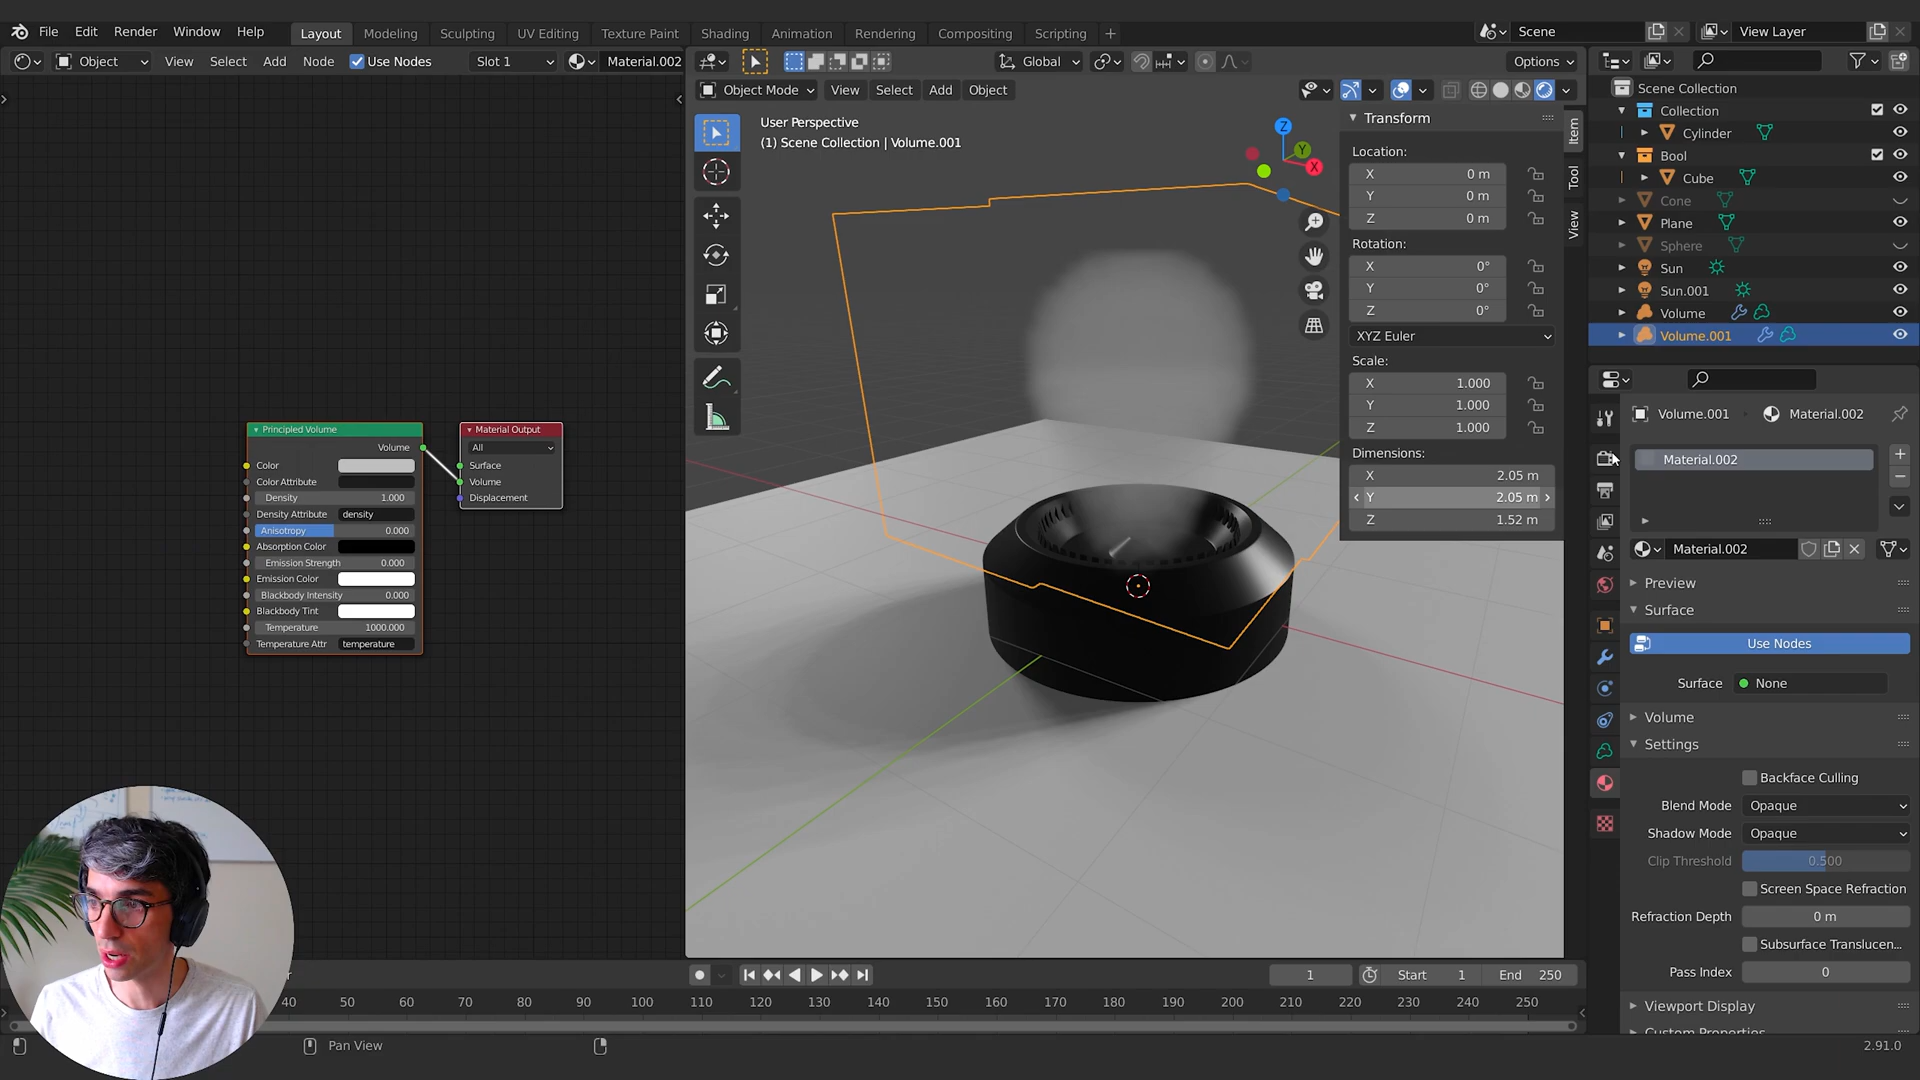 File Edit Render Window Help Layout Modeling Sculpting UV Editing Texture Paint Shading Animation Rendering Compositing Scripting + Scene View Layer
Object View Select Add Node Use Nodes Slot 1 Material.002
Global Options
Object Mode View Select Add Object
User Perspective
(1) Scene Collection | Volume.001
Z
Y
X
Transform
Location:
X 0 m
Y 0 m
Z 0 m
Rotation:
X 0°
Y 0°
Z 0°
XYZ Euler
Scale:
X 1.000
Y 1.000
Z 1.000
Dimensions:
X 2.05 m
Y 2.05 m
Z 1.52 m
Item
Tool
View
Scene Collection
Collection
Cylinder
Bool
Cube
Cone
Plane
Sphere
Sun
Sun.001
Volume
Volume.001
Volume.001 Material.002
Material.002
Material.002
Preview
Surface
Use Nodes
Surface None
Volume
Settings
Backface Culling
Blend Mode Opaque
Shadow Mode Opaque
Clip Threshold 0.500
Screen Space Refraction
Refraction Depth 0 m
Subsurface Translucen...
Pass Index 0
Viewport Display
Custom Properties
Principled Volume
Volume
Color
Color Attribute
Density 1.000
Density Attribute density
Anisotropy 0.000
Absorption Color
Emission Strength 0.000
Emission Color
Blackbody Intensity 0.000
Blackbody Tint
Temperature 1000.000
Temperature Attr temperature
Material Output
All
Surface
Volume
Displacement
1 Start 1 End 250
40 50 60 70 80 90 100 110 120 130 140 150 160 170 180 190 200 210 220 230 240 250
Pan View
2.91.0